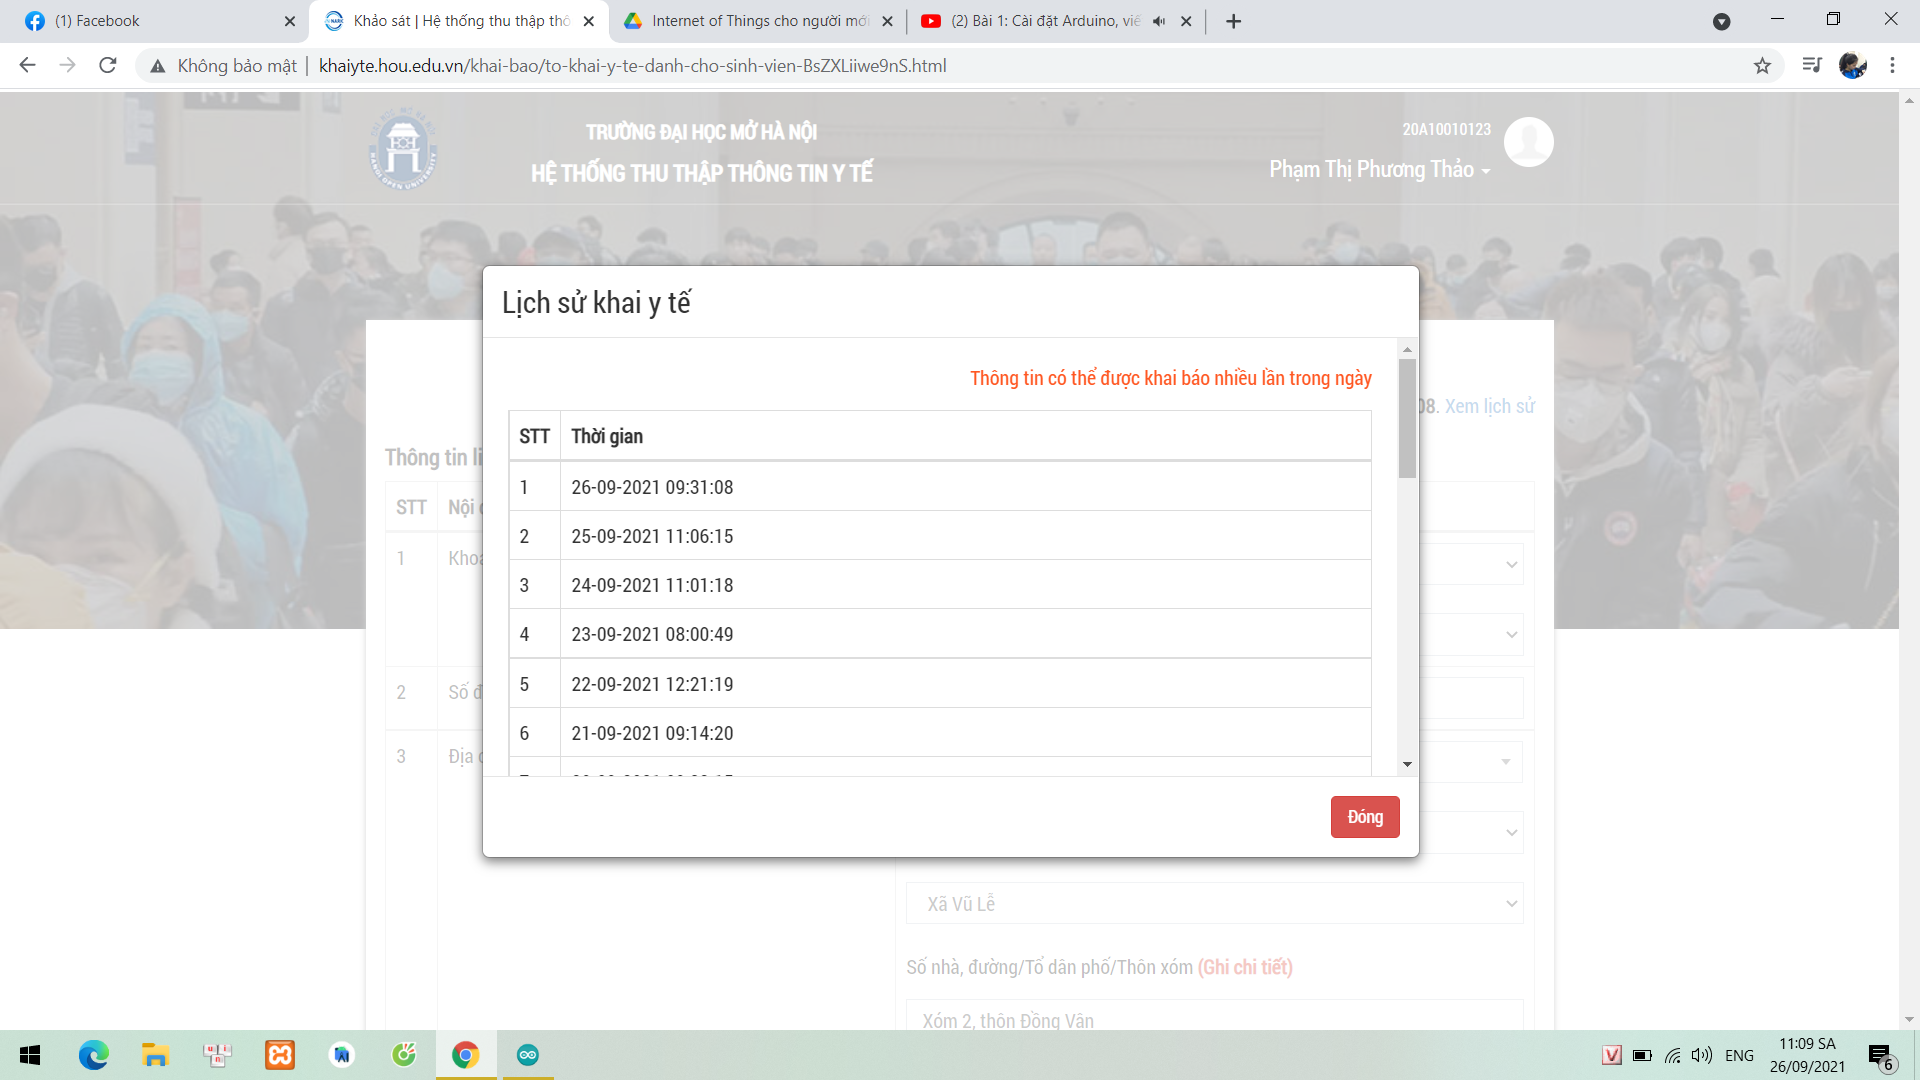 (1) Facebook
Khảo sát | Hệ thống thu thập thô
Internet of Things cho người mới
(2) Bài 1: Cài đặt Arduino, viế
Không bảo mật | khaiyte.hou.edu.vn/khai-bao/to-khai-y-te-danh-cho-sinh-vien-BsZXLiiwe9nS.html
HANOI OPEN UNIVERSITY
TRƯỜNG ĐẠI HỌC MỞ HÀ NỘI
HỆ THỐNG THU THẬP THÔNG TIN Y TẾ
20A10010123
Phạm Thị Phương Thảo
Lịch sử khai y tế
Thông tin có thể được khai báo nhiều lần trong ngày
08. Xem lịch sử
STT Thời gian
1 26-09-2021 09:31:08
2 25-09-2021 11:06:15
3 24-09-2021 11:01:18
4 23-09-2021 08:00:49
5 22-09-2021 12:21:19
6 21-09-2021 09:14:20
Đóng
Thông tin li
STT Nội
1 Khoa
2 Số đ
3 Địa
Xã Vũ Lễ
Số nhà, đường/Tổ dân phố/Thôn xóm (Ghi chi tiết)
Xóm 2, thôn Đồng Vân
ENG
11:09 SA
26/09/2021
6